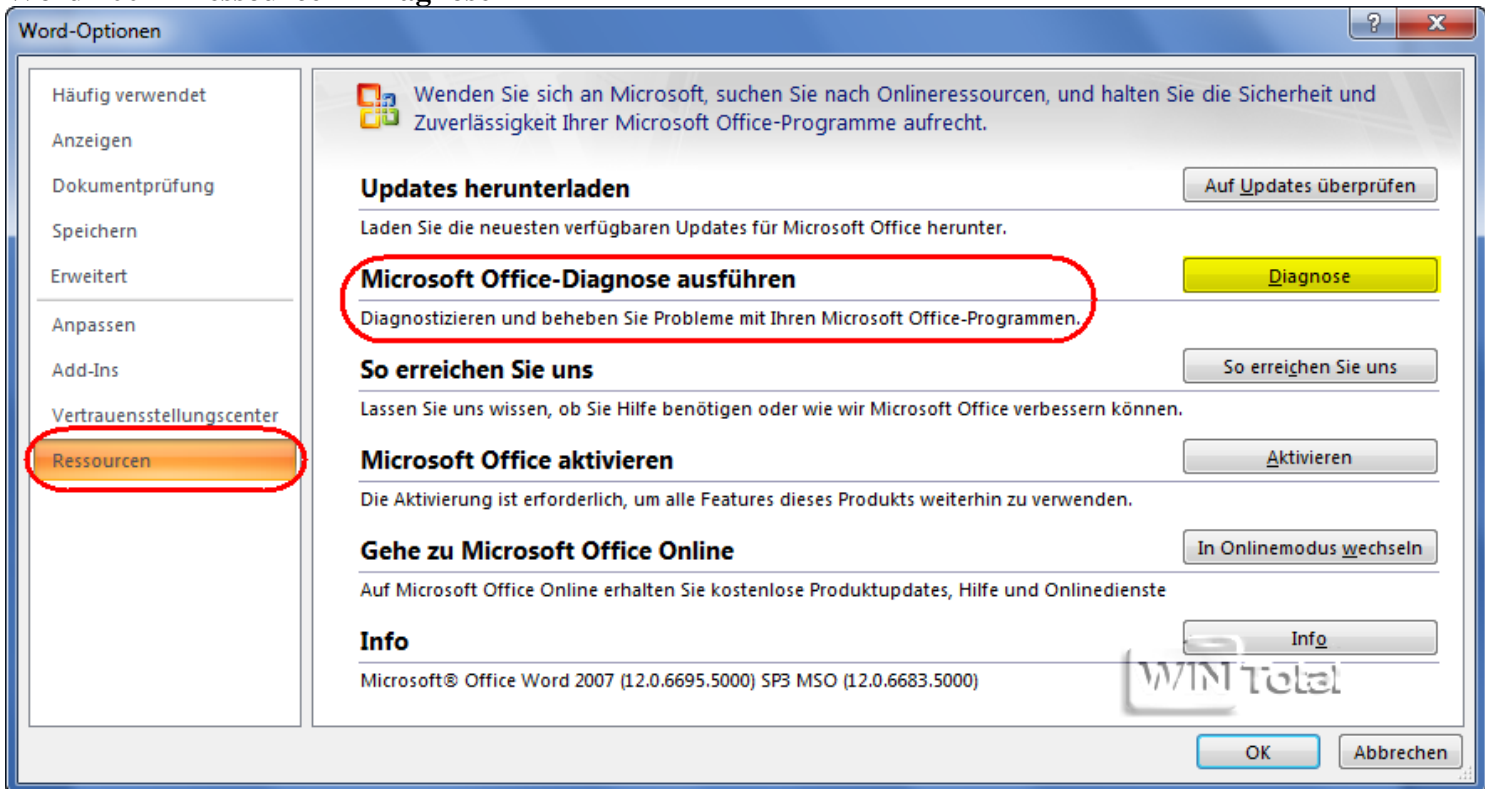 Word-Optionen
Häufig verwendet
Anzeigen
Dokumentprüfung
Speichern
Erweitert
Anpassen
Add-Ins
Vertrauensstellungscenter
Ressourcen
Wenden Sie sich an Microsoft, suchen Sie nach Onlineressourcen, und halten Sie die Sicherheit und
Zuverlässigkeit Ihrer Microsoft Office-Programme aufrecht.
Updates herunterladen
Auf Updates überprüfen
Laden Sie die neuesten verfügbaren Updates für Microsoft Office herunter.
Microsoft Office-Diagnose ausführen
Diagnose
Diagnostizieren und beheben Sie Probleme mit Ihren Microsoft Office-Programmen.
So erreichen Sie uns
So erreichen Sie uns
Lassen Sie uns wissen, ob Sie Hilfe benötigen oder wie wir Microsoft Office verbessern können.
Microsoft Office aktivieren
Aktivieren
Die Aktivierung ist erforderlich, um alle Features dieses Produkts weiterhin zu verwenden.
Gehe zu Microsoft Office Online
In Onlinemodus wechseln
Auf Microsoft Office Online erhalten Sie kostenlose Produktupdates, Hilfe und Onlinedienste
Info
Info
Microsoft® Office Word 2007 (12.0.6695.5000) SP3 MSO (12.0.6683.5000)
WIN Total
OK
Abbrechen